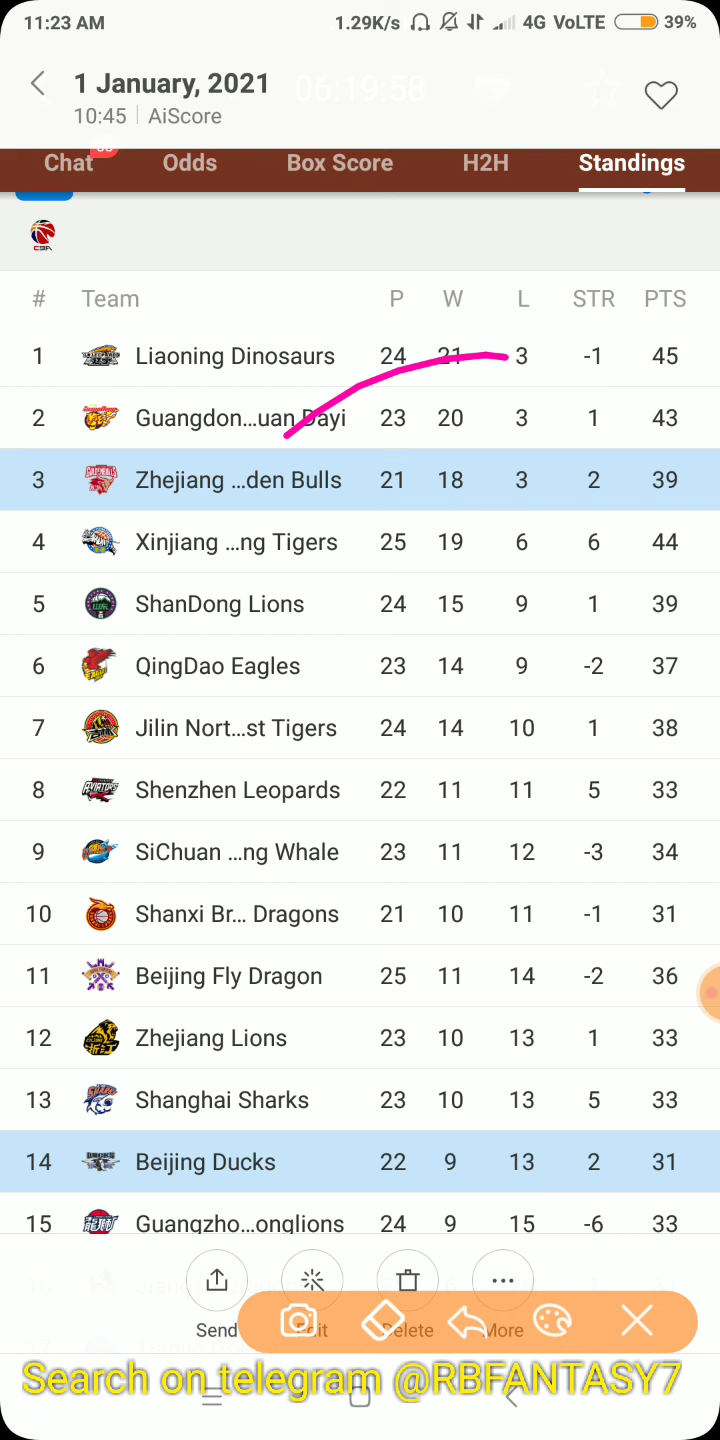 11:23 AM 1.29K/s 4G VoLTE 39%
1 January, 2021 06:19:58
10:45 | AiScore
Chat Odds Box Score H2H Standings
CBA
# Team P W L STR PTS
1 Liaoning Dinosaurs 24 21 3 -1 45
2 Guangdon...uan Dayi 23 20 3 1 43
3 Zhejiang ...den Bulls 21 18 3 2 39
4 Xinjiang ...ng Tigers 25 19 6 6 44
5 ShanDong Lions 24 15 9 1 39
6 QingDao Eagles 23 14 9 -2 37
7 Jilin Nort...st Tigers 24 14 10 1 38
8 Shenzhen Leopards 22 11 11 5 33
9 SiChuan ...ng Whale 23 11 12 -3 34
10 Shanxi Br... Dragons 21 10 11 -1 31
11 Beijing Fly Dragon 25 11 14 -2 36
12 Zhejiang Lions 23 10 13 1 33
13 Shanghai Sharks 23 10 13 5 33
14 Beijing Ducks 22 9 13 2 31
15 Guangzho...onglions 24 9 15 -6 33
16
17
Send Edit Delete More
Search on telegram @RBFANTASY7